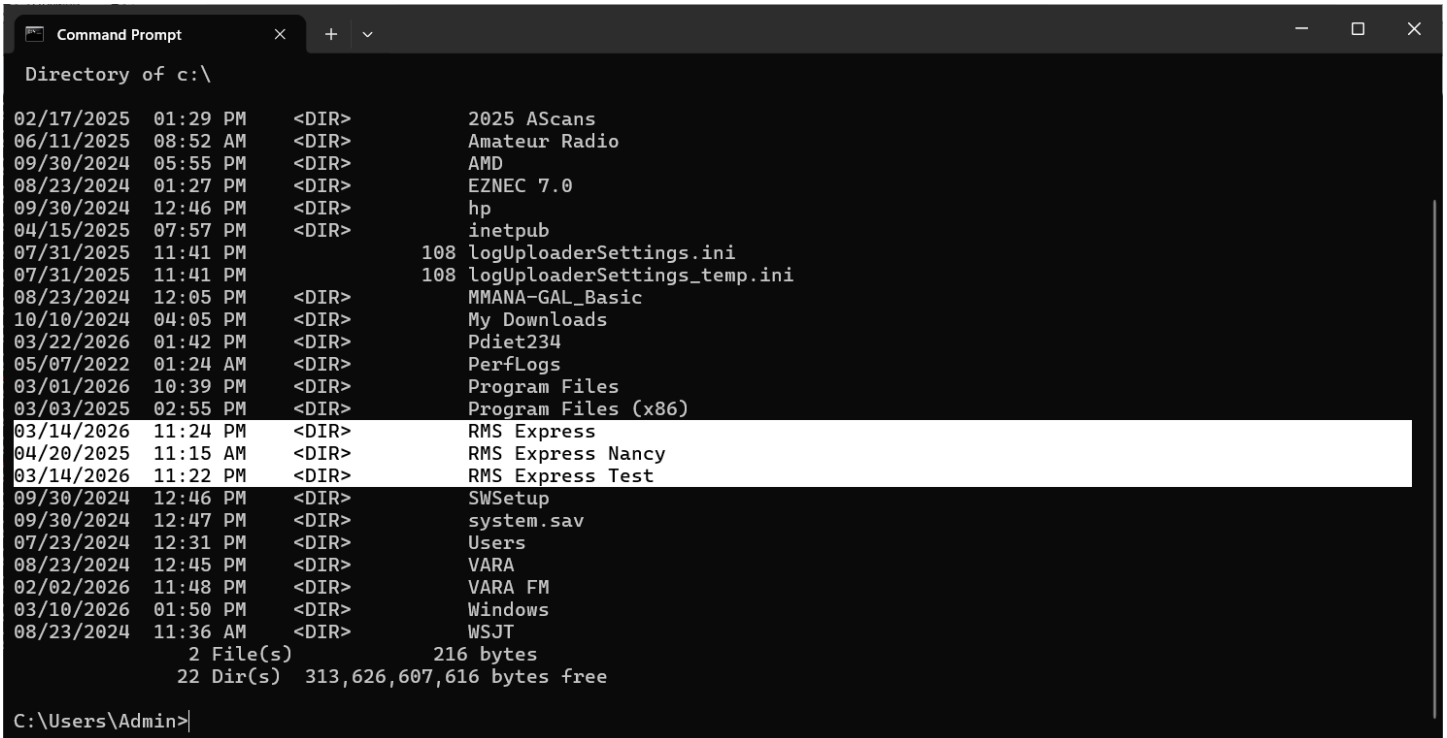 Command Prompt
Directory of c:\
02/17/2025  01:29 PM    <DIR>          2025 AScans
06/11/2025  08:52 AM    <DIR>          Amateur Radio
09/30/2024  05:55 PM    <DIR>          AMD
08/23/2024  01:27 PM    <DIR>          EZNEC 7.0
09/30/2024  12:46 PM    <DIR>          hp
04/15/2025  07:57 PM    <DIR>          inetpub
07/31/2025  11:41 PM               108 logUploaderSettings.ini
07/31/2025  11:41 PM               108 logUploaderSettings_temp.ini
08/23/2024  12:05 PM    <DIR>          MMANA-GAL_Basic
10/10/2024  04:05 PM    <DIR>          My Downloads
03/22/2026  01:42 PM    <DIR>          Pdiet234
05/07/2022  01:24 AM    <DIR>          PerfLogs
03/01/2026  10:39 PM    <DIR>          Program Files
03/03/2025  02:55 PM    <DIR>          Program Files (x86)
03/14/2026  11:24 PM    <DIR>          RMS Express
04/20/2025  11:15 AM    <DIR>          RMS Express Nancy
03/14/2026  11:22 PM    <DIR>          RMS Express Test
09/30/2024  12:46 PM    <DIR>          SWSetup
09/30/2024  12:47 PM    <DIR>          system.sav
07/23/2024  12:31 PM    <DIR>          Users
08/23/2024  12:45 PM    <DIR>          VARA
02/02/2026  11:48 PM    <DIR>          VARA FM
03/10/2026  01:50 PM    <DIR>          Windows
08/23/2024  11:36 AM    <DIR>          WSJT
2 File(s)            216 bytes
22 Dir(s)  313,626,607,616 bytes free
C:\Users\Admin>